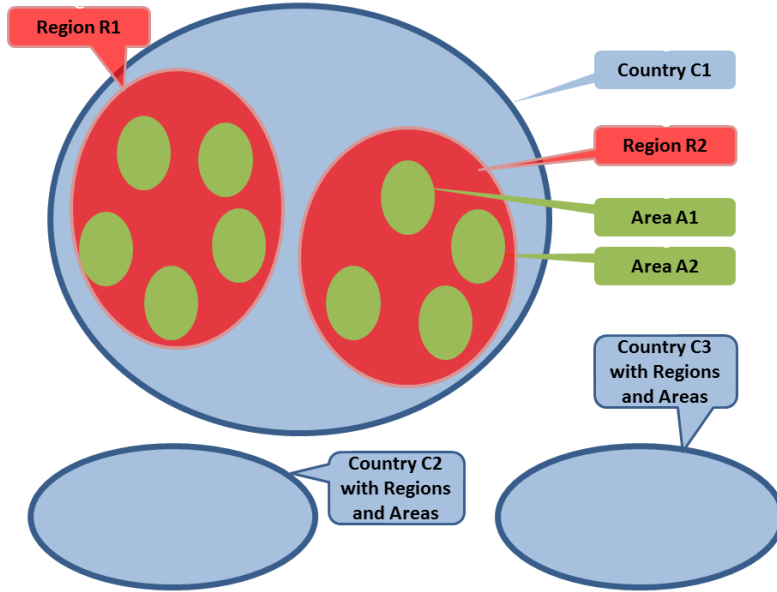 Region R1
Country C1
Region R2
Area A1
Area A2
Country C3
with Regions
and Areas
Country C2
with Regions
and Areas